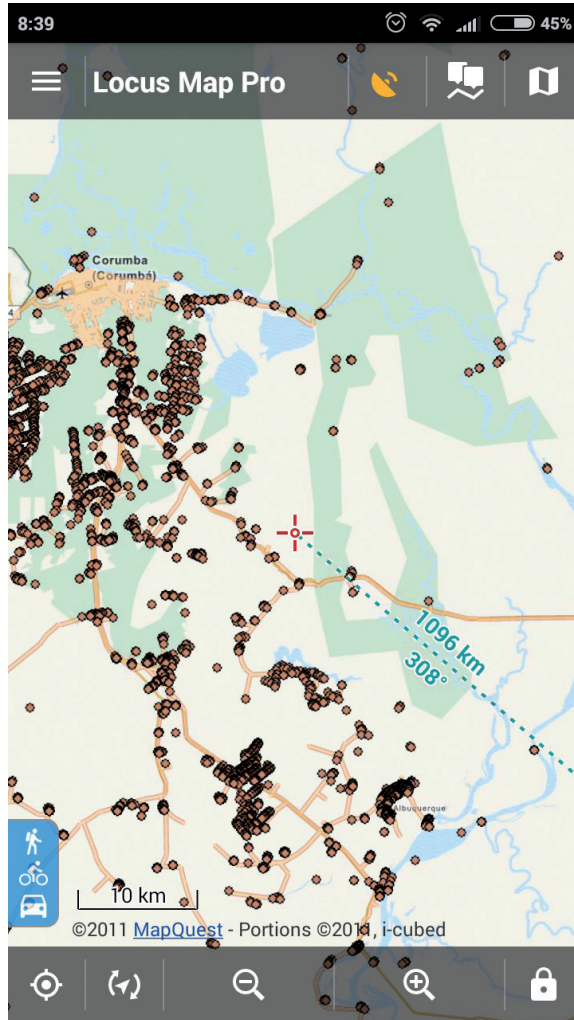 8:39
45%
Locus Map Pro
Corumba
(Corumbá)
4
1096 km
308°
Albuquerque
10 km
©2011 MapQuest - Portions ©2011, i-cubed